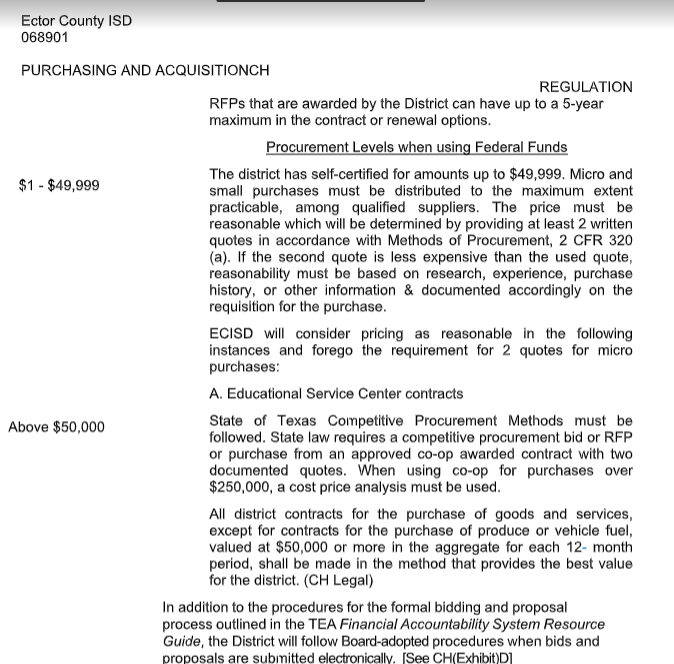 Ector County ISD
068901
PURCHASING AND ACQUISITIONCH
REGULATION
RFPs that are awarded by the District can have up to a 5-year
maximum in the contract or renewal options.
Procurement Levels when using Federal Funds
$1 - $49,999
The district has self-certified for amounts up to $49,999. Micro and
small purchases must be distributed to the maximum extent
practicable, among qualified suppliers. The price must be
reasonable which will be determined by providing at least 2 written
quotes in accordance with Methods of Procurement, 2 CFR 320
(a). If the second quote is less expensive than the used quote,
reasonability must be based on research, experience, purchase
history, or other information & documented accordingly on the
requisition for the purchase.
ECISD will consider pricing as reasonable in the following
instances and forego the requirement for 2 quotes for micro
purchases:
A. Educational Service Center contracts
Above $50,000
State of Texas Competitive Procurement Methods must be
followed. State law requires a competitive procurement bid or RFP
or purchase from an approved co-op awarded contract with two
documented quotes. When using co-op for purchases over
$250,000, a cost price analysis must be used.
All district contracts for the purchase of goods and services,
except for contracts for the purchase of produce or vehicle fuel,
valued at $50,000 or more in the aggregate for each 12- month
period, shall be made in the method that provides the best value
for the district. (CH Legal)
In addition to the procedures for the formal bidding and proposal
process outlined in the TEA Financial Accountability System Resource
Guide, the District will follow Board-adopted procedures when bids and
proposals are submitted electronically. [See CH(Exhibit)D]